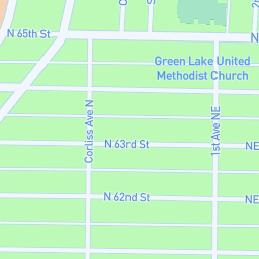 N 65th St
N
Green Lake United
Methodist Church
Corliss Ave N
1st Ave NE
N 63rd St
NE
N 62nd St
NE